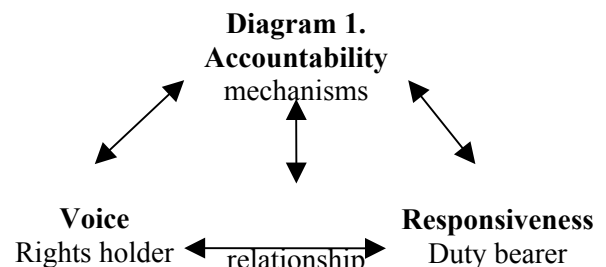 Diagram 1.
Accountability
mechanisms
Voice
Responsiveness
Rights holder
relationship
Duty bearer